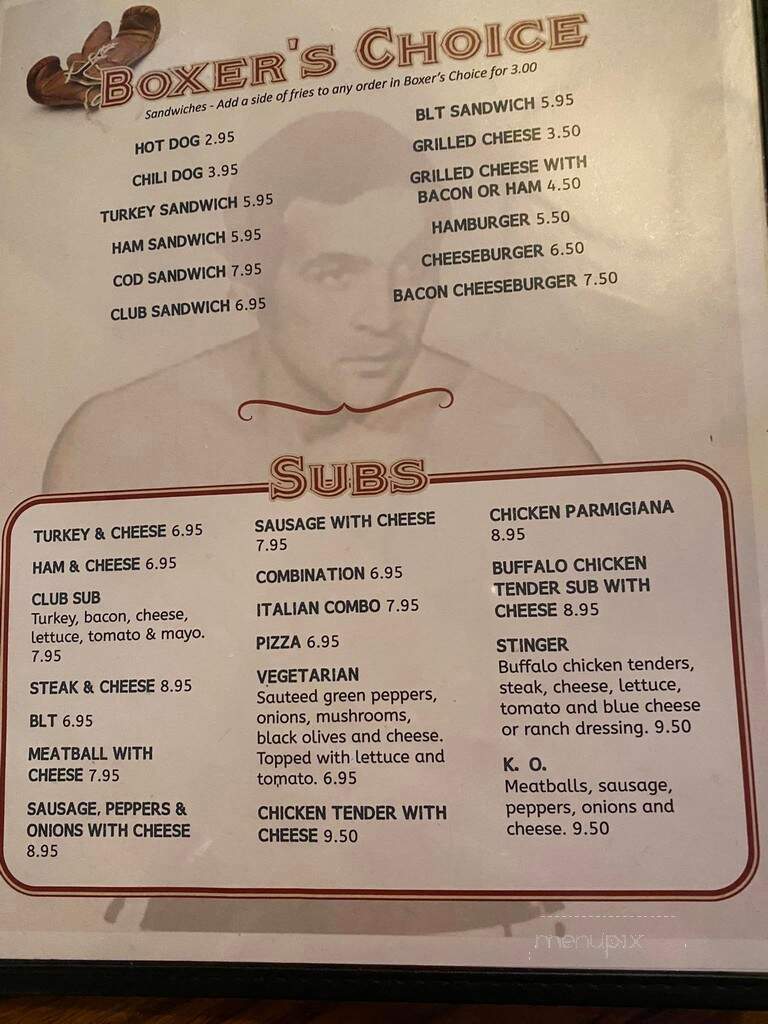 BOXER'S CHOICE
Sandwiches - Add a side of fries to any order in Boxer's Choice for 3.00
HOT DOG 2.95
CHILI DOG 3.95
TURKEY SANDWICH 5.95
HAM SANDWICH 5.95
COD SANDWICH 7.95
CLUB SANDWICH 6.95
BLT SANDWICH 5.95
GRILLED CHEESE 3.50
GRILLED CHEESE WITH
BACON OR HAM 4.50
HAMBURGER 5.50
CHEESEBURGER 6.50
BACON CHEESEBURGER 7.50
SUBS
TURKEY & CHEESE 6.95
HAM & CHEESE 6.95
CLUB SUB
Turkey, bacon, cheese,
lettuce, tomato & mayo.
7.95
STEAK & CHEESE 8.95
BLT 6.95
MEATBALL WITH
CHEESE 7.95
SAUSAGE, PEPPERS &
ONIONS WITH CHEESE
8.95
SAUSAGE WITH CHEESE
7.95
COMBINATION 6.95
ITALIAN COMBO 7.95
PIZZA 6.95
VEGETARIAN
Sauteed green peppers,
onions, mushrooms,
black olives and cheese.
Topped with lettuce and
tomato. 6.95
CHICKEN TENDER WITH
CHEESE 9.50
CHICKEN PARMIGIANA
8.95
BUFFALO CHICKEN
TENDER SUB WITH
CHEESE 8.95
STINGER
Buffalo chicken tenders,
steak, cheese, lettuce,
tomato and blue cheese
or ranch dressing. 9.50
K. O.
Meatballs, sausage,
peppers, onions and
cheese. 9.50
menupix